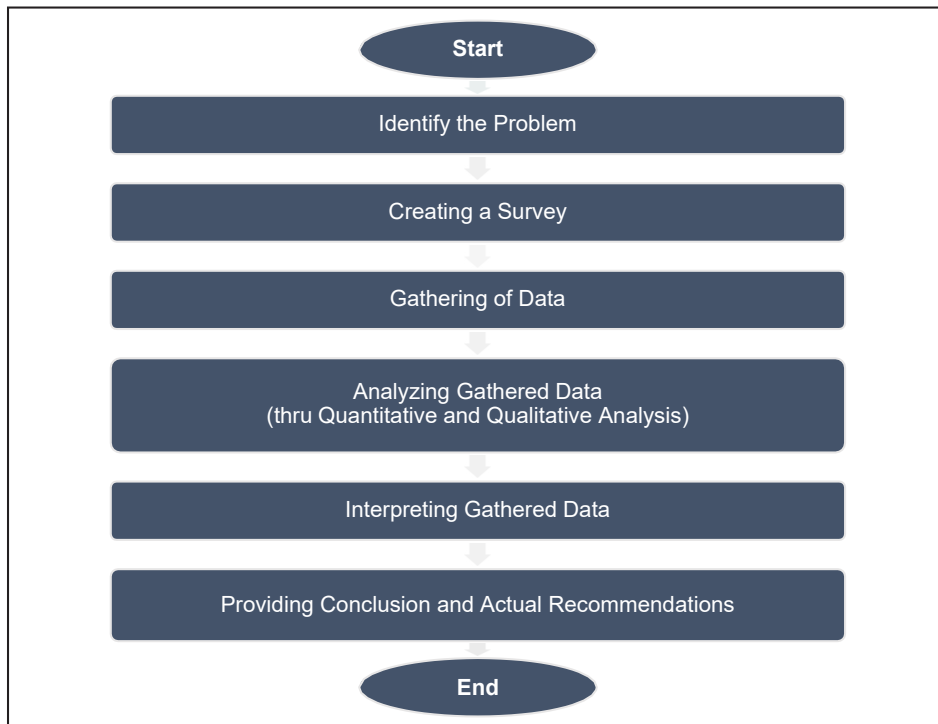 Start
Identify the Problem
Creating a Survey
Gathering of Data
Analyzing Gathered Data
(thru Quantitative and Qualitative Analysis)
Interpreting Gathered Data
Providing Conclusion and Actual Recommendations
End